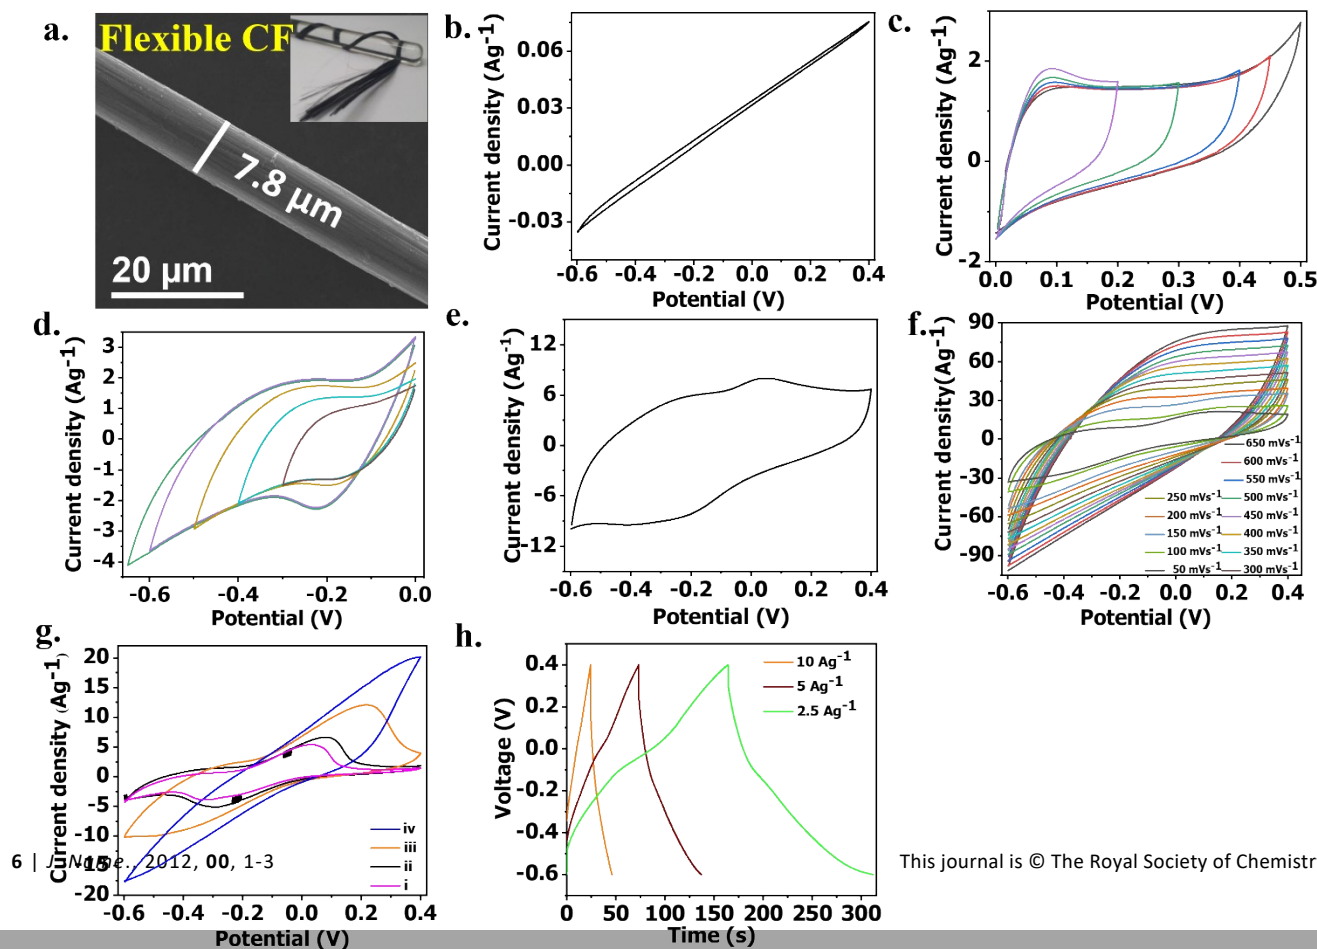 a.
Flexible CF
7.8 µm
20 µm
b.
Current density (Ag-1)
0.06
0.03
0.00
-0.03
-0.6 -0.4 -0.2 0.0 0.2 0.4
Potential (V)
c.
Current density (Ag-1)
2
0
-2
0.0 0.1 0.2 0.3 0.4 0.5
Potential (V)
d.
Current density (Ag-1)
3
2
1
0
-1
-2
-3
-4
-0.6 -0.4 -0.2 0.0
Potential (V)
e.
Current density (Ag-1)
12
6
0
-6
-12
-0.6 -0.4 -0.2 0.0 0.2 0.4
Potential (V)
f.
Current density(Ag-1)
90
60
30
0
-30
-60
-90
650 mVs-1
600 mVs-1
550 mVs-1
250 mVs-1 500 mVs-1
200 mVs-1 450 mVs-1
150 mVs-1 400 mVs-1
100 mVs-1 350 mVs-1
50 mVs-1 300 mVs-1
-0.6 -0.4 -0.2 0.0 0.2 0.4
Potential (V)
g.
Current density (Ag-1)
20
15
10
5
0
-5
-10
-15
-20
iv
iii
ii
i
-0.6 -0.4 -0.2 0.0 0.2 0.4
Potential (V)
h.
Voltage (V)
0.4
0.2
0.0
-0.2
-0.4
-0.6
10 Ag-1
5 Ag-1
2.5 Ag-1
0 50 100 150 200 250 300
Time (s)
6 | J. Name., 2012, 00, 1-3
This journal is © The Royal Society of Chemistr